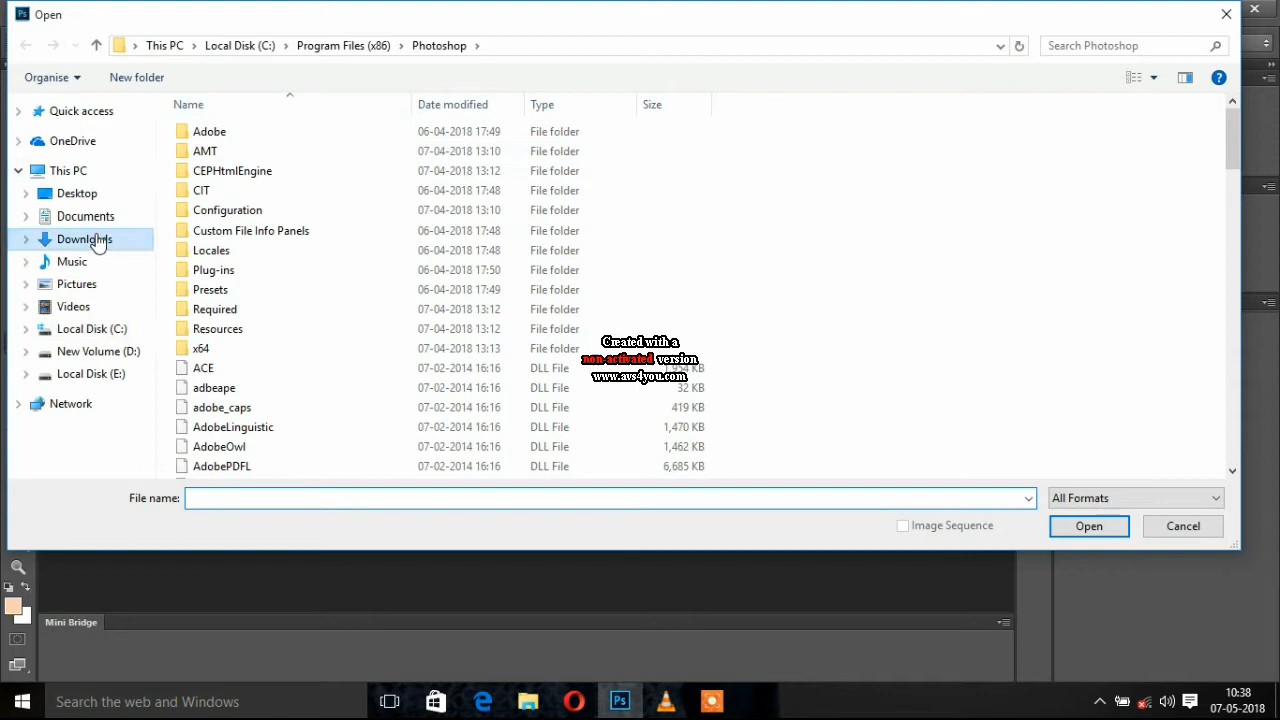 Ps Open
This PC Local Disk (C:) Program Files (x86) Photoshop Search Photoshop
Organise New folder ?
Quick access
OneDrive
This PC
Desktop
Documents
Downloads
Music
Pictures
Videos
Local Disk (C:)
New Volume (D:)
Local Disk (E:)
Network
Name Date modified Type Size
Adobe 06-04-2018 17:49 File folder
AMT 07-04-2018 13:10 File folder
CEPHtmlEngine 07-04-2018 13:12 File folder
CIT 06-04-2018 17:48 File folder
Configuration 07-04-2018 13:10 File folder
Custom File Info Panels 06-04-2018 17:48 File folder
Locales 06-04-2018 17:48 File folder
Plug-ins 06-04-2018 17:50 File folder
Presets 06-04-2018 17:49 File folder
Required 07-04-2018 13:12 File folder
Resources 07-04-2018 13:12 File folder
x64 07-04-2018 13:13 File folder
ACE 07-02-2014 16:16 DLL File 1,954 KB
adbeape 07-02-2014 16:16 DLL File 32 KB
adobe_caps 07-02-2014 16:16 DLL File 419 KB
AdobeLinguistic 07-02-2014 16:16 DLL File 1,470 KB
AdobeOwl 07-02-2014 16:16 DLL File 1,462 KB
AdobePDFL 07-02-2014 16:16 DLL File 6,685 KB
Created with a
non-activated version
www.avs4you.com
File name: All Formats
Image Sequence Open Cancel
Mini Bridge
Search the web and Windows Ps 10:38
07-05-2018